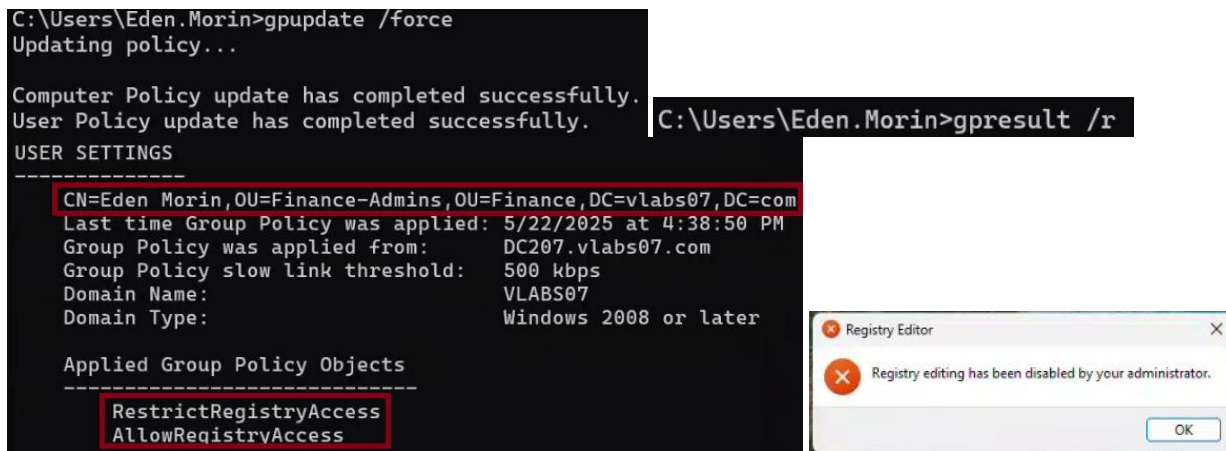 C:\Users\Eden.Morin>gpupdate /force
Updating policy...
Computer Policy update has completed successfully.
User Policy update has completed successfully.
C:\Users\Eden.Morin>gpresult /r
USER SETTINGS
--------------
CN=Eden Morin,OU=Finance-Admins,OU=Finance,DC=vlabs07,DC=com
Last time Group Policy was applied: 5/22/2025 at 4:38:50 PM
Group Policy was applied from: DC207.vlabs07.com
Group Policy slow link threshold: 500 kbps
Domain Name: VLABS07
Domain Type: Windows 2008 or later
Applied Group Policy Objects
-----------------------------
RestrictRegistryAccess
AllowRegistryAccess
Registry Editor
Registry editing has been disabled by your administrator.
OK